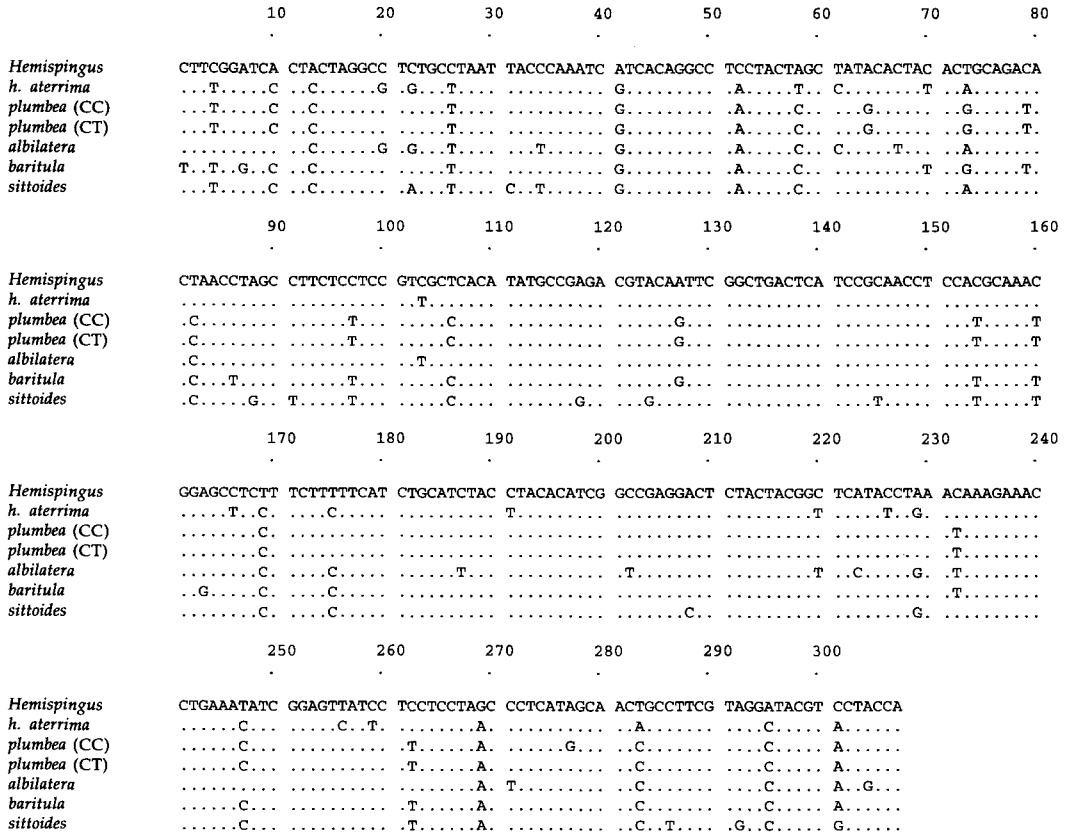 10 20 30 40 50 60 70 80
Hemispingus CTTCGGATCA CTACTAGGCC TCTGCCTAAT TACCCAAATC ATCACAGGCC TCCTACTAGC TATACACTAC ACTGCAGACA
h. aterrima ...T.....C ..C......G .G...T.... .......... G......... .A.....C.. C........T ..A.......
plumbea (CC) ...T.....C ..C....... .....T.... .......... G......... .A.....C.. ...G...... ..G.....T.
plumbea (CT) ...T.....C ..C....... .....T.... .......... G......... .A.....C.. ...G...... ..G.....T.
albilatera .......... ..C......G .G...T.... ...T...... G......... .A.....C.. C.....T... ..A.......
baritula T..T..G..C ..C....... .....T.... .......... G......... .A.....C.. .........T ..G.....T.
sittoides ...T.....C ..C....... .A...T.... C..T...... G......... .A.....C.. .......... ..A.......
90 100 110 120 130 140 150 160
Hemispingus CTAACCTAGC CTTCTCCTCC GTCGCTCACA TATGCCGAGA CGTACAATTC GGCTGACTCA TCCGCAACCT CCACGCAAAC
h. aterrima .......... .......... ..T....... .......... .......... .......... .......... ..........
plumbea (CC) .C........ ......T... .....C.... .......... ......G... .......... .......... ...T.....T
plumbea (CT) .C........ ......T... .....C.... .......... ......G... .......... .......... ...T.....T
albilatera .C........ .......... ..T....... .......... .......... .......... .......... ..........
baritula .C...T.... ......T... .....C.... .......... ......G... .......... .......... ...T.....T
sittoides .C.....G.. T.....T... .....C.... .......G.. ...G...... .......... ....T..... ...T.....T
170 180 190 200 210 220 230 240
Hemispingus GGAGCCTCTT TCTTTTTCAT CTGCATCTAC CTACACATCG GCCGAGGACT CTACTACGGC TCATACCTAA ACAAAGAAAC
h. aterrima .....T..C. ....C..... .......... T......... .......... .........T .....T..G. ..........
plumbea (CC) ........C. .......... .......... .......... .......... .......... .......... .T........
plumbea (CT) ........C. .......... .......... .......... .......... .......... .......... .T........
albilatera ........C. ....C..... ......T... .......... .T........ .........T ..C.....G. .T........
baritula ..G.....C. ....C..... .......... .......... .......... .......... .......... .T........
sittoides ........C. ....C..... .......... .......... .......C.. .......... ........G. ..........
250 260 270 280 290 300
Hemispingus CTGAAATATC GGAGTTATCC TCCTCCTAGC CCTCATAGCA ACTGCCTTCG TAGGATACGT CCTACCA
h. aterrima ......C... .....C..T. ........A. .......... ..A....... ....C..... A......
plumbea (CC) ......C... .......... .T......A. ......G... ..C....... ....C..... A......
plumbea (CT) ......C... .......... .T......A. .......... ..C....... ....C..... A......
albilatera .......... .......... ........A. T......... ..C....... ....C..... A..G...
baritula ......C... .......... .T......A. .......... ..C....... ....C..... A......
sittoides ......C... .......... .T......A. .......... ..C..T.... .G..C..... G......